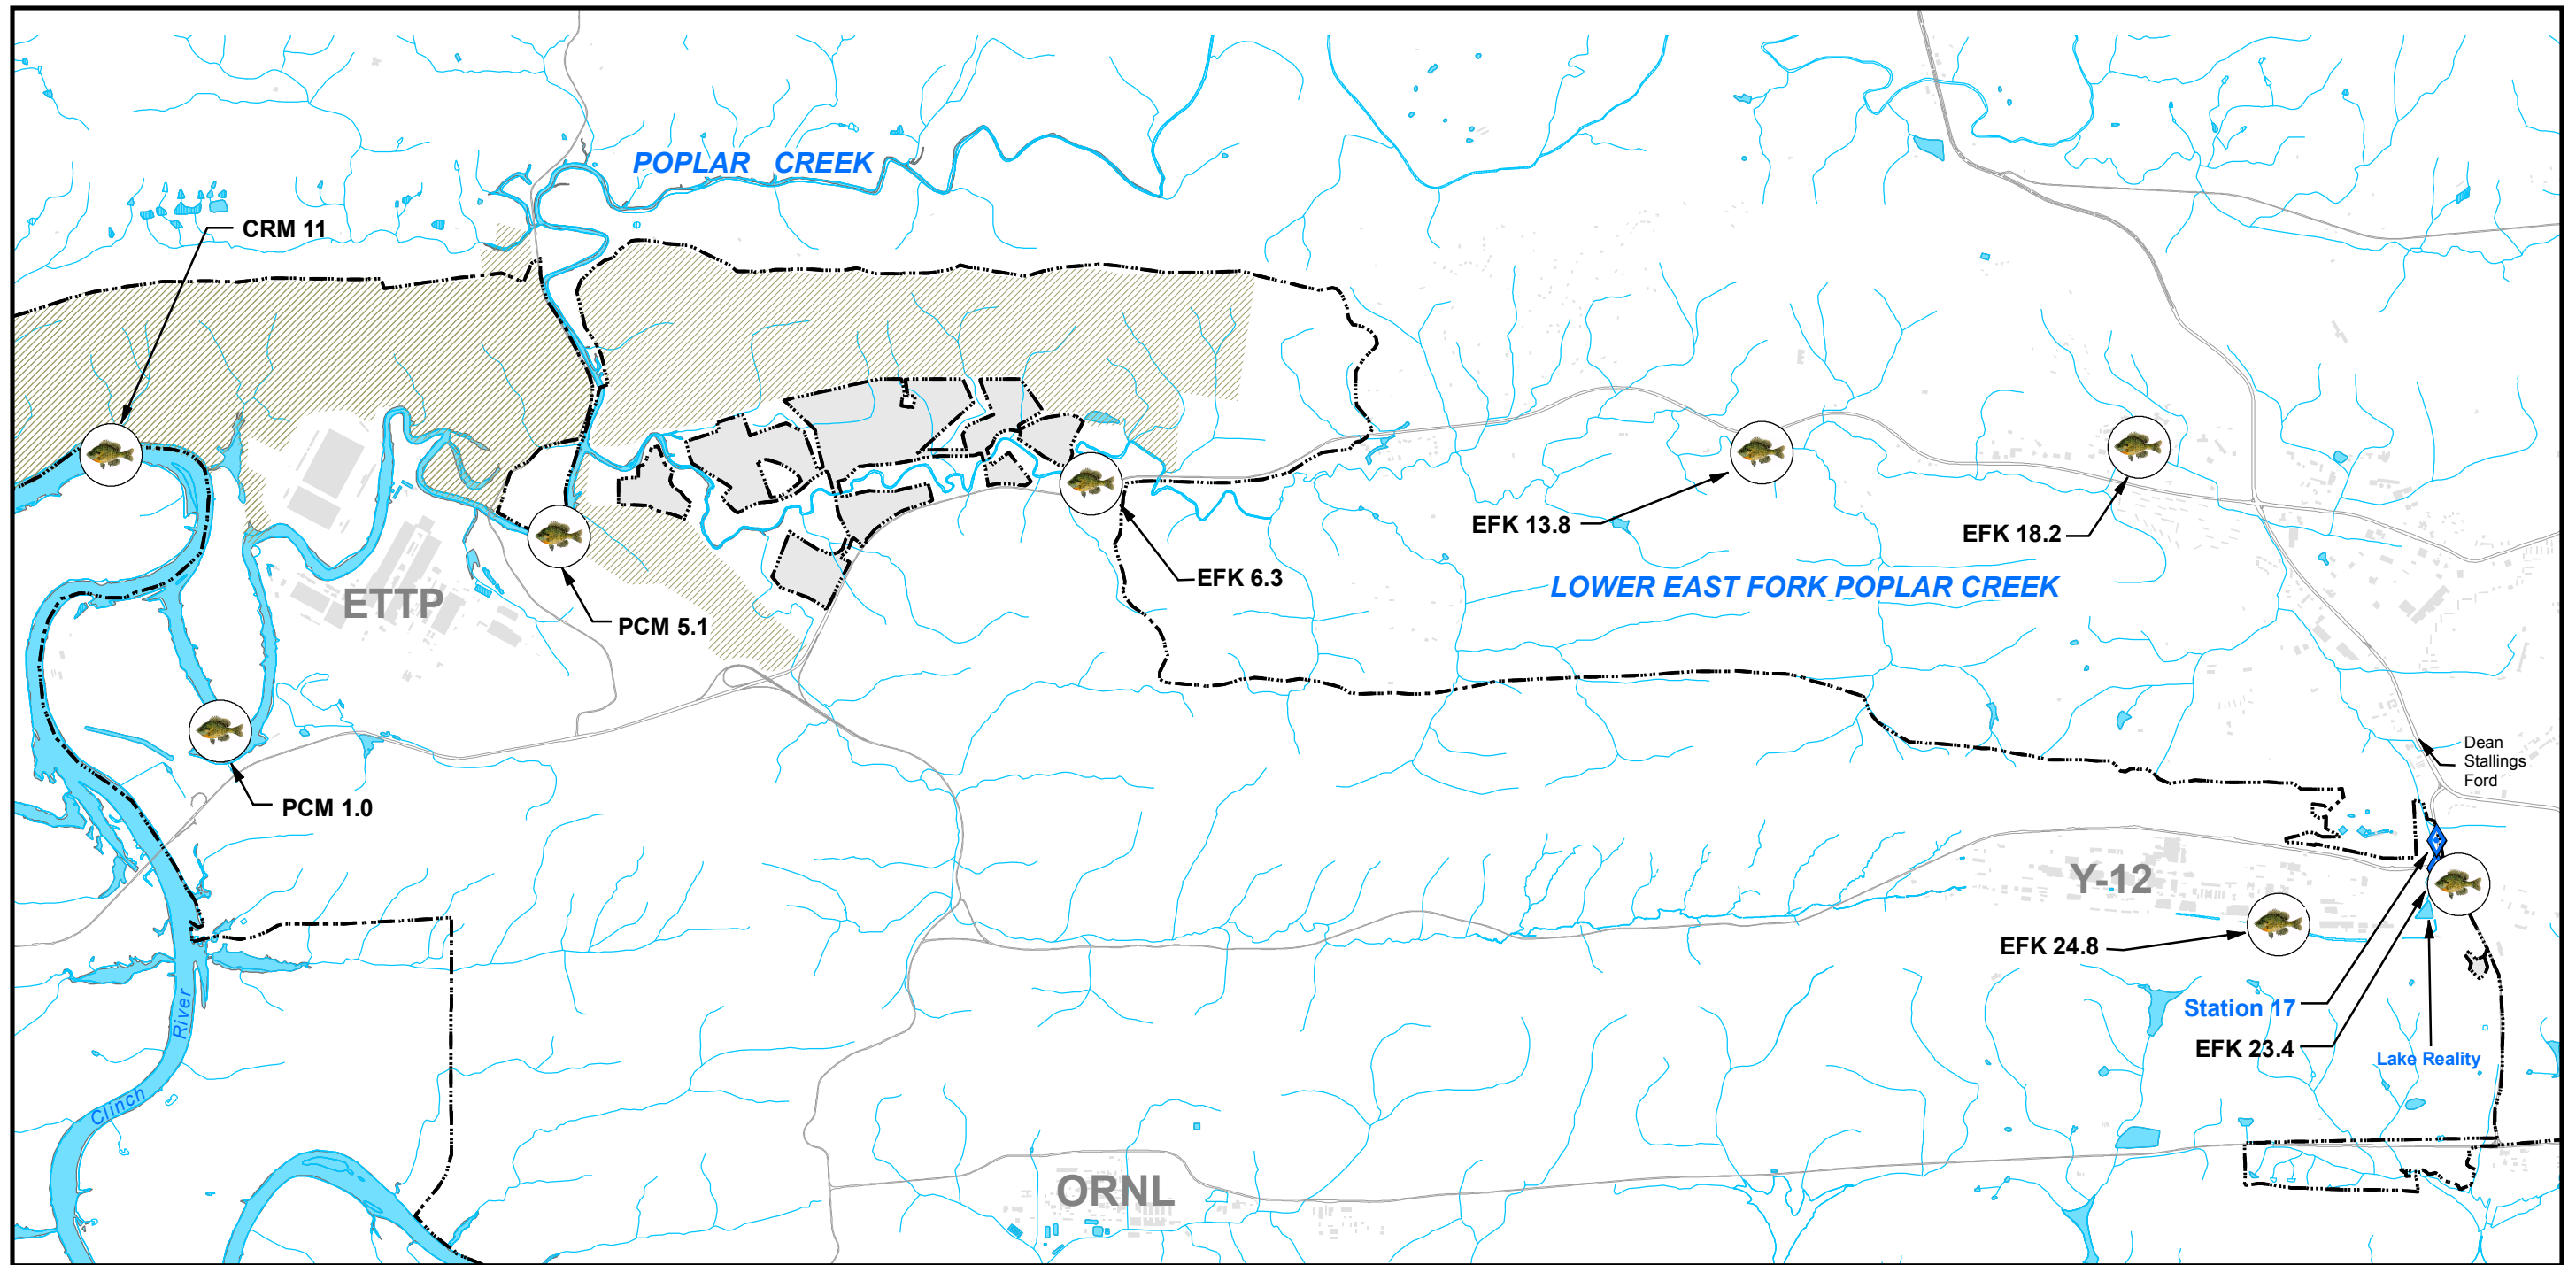 POPLAR CREEK
CRM 11
EFK 13.8
EFK 18.2
EFK 6.3
LOWER EAST FORK POPLAR CREEK
ETTP
PCM 5.1
Dean
Stallings
Ford
PCM 1.0
Y-12
EFK 24.8
Station 17
EFK 23.4
Lake Reality
River
Clinch
ORNL